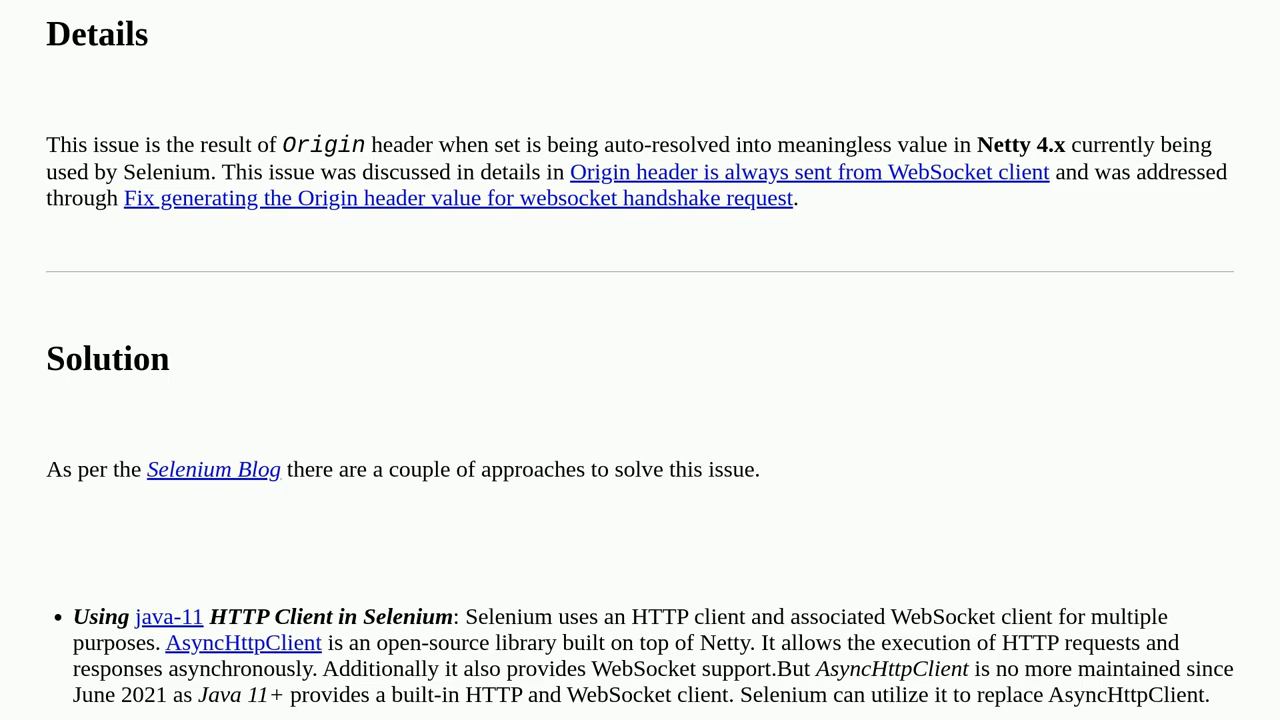 Details
This issue is the result of Origin header when set is being auto-resolved into meaningless value in Netty 4.x currently being
used by Selenium. This issue was discussed in details in Origin header is always sent from WebSocket client and was addressed
through Fix generating the Origin header value for websocket handshake request.
Solution
As per the Selenium Blog there are a couple of approaches to solve this issue.
• Using java-11 HTTP Client in Selenium: Selenium uses an HTTP client and associated WebSocket client for multiple
purposes. AsyncHttpClient is an open-source library built on top of Netty. It allows the execution of HTTP requests and
responses asynchronously. Additionally it also provides WebSocket support.But AsyncHttpClient is no more maintained since
June 2021 as Java 11+ provides a built-in HTTP and WebSocket client. Selenium can utilize it to replace AsyncHttpClient.